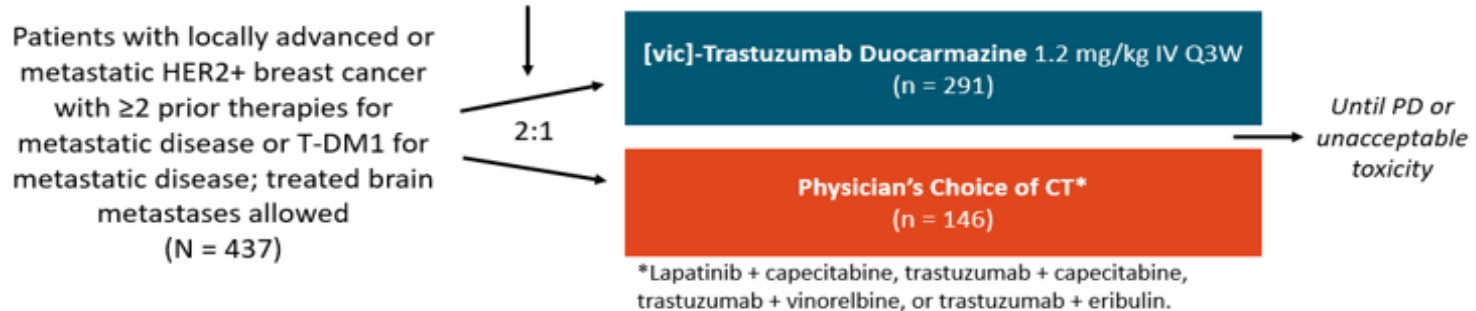 Patients with locally advanced or
metastatic HER2+ breast cancer
with ≥2 prior therapies for
metastatic disease or T-DM1 for
metastatic disease; treated brain
metastases allowed
(N = 437)
2:1
[vic]-Trastuzumab Duocarmazine 1.2 mg/kg IV Q3W
(n = 291)
Physician’s Choice of CT*
(n = 146)
*Lapatinib + capecitabine, trastuzumab + capecitabine,
trastuzumab + vinorelbine, or trastuzumab + eribulin.
Until PD or
unacceptable
toxicity